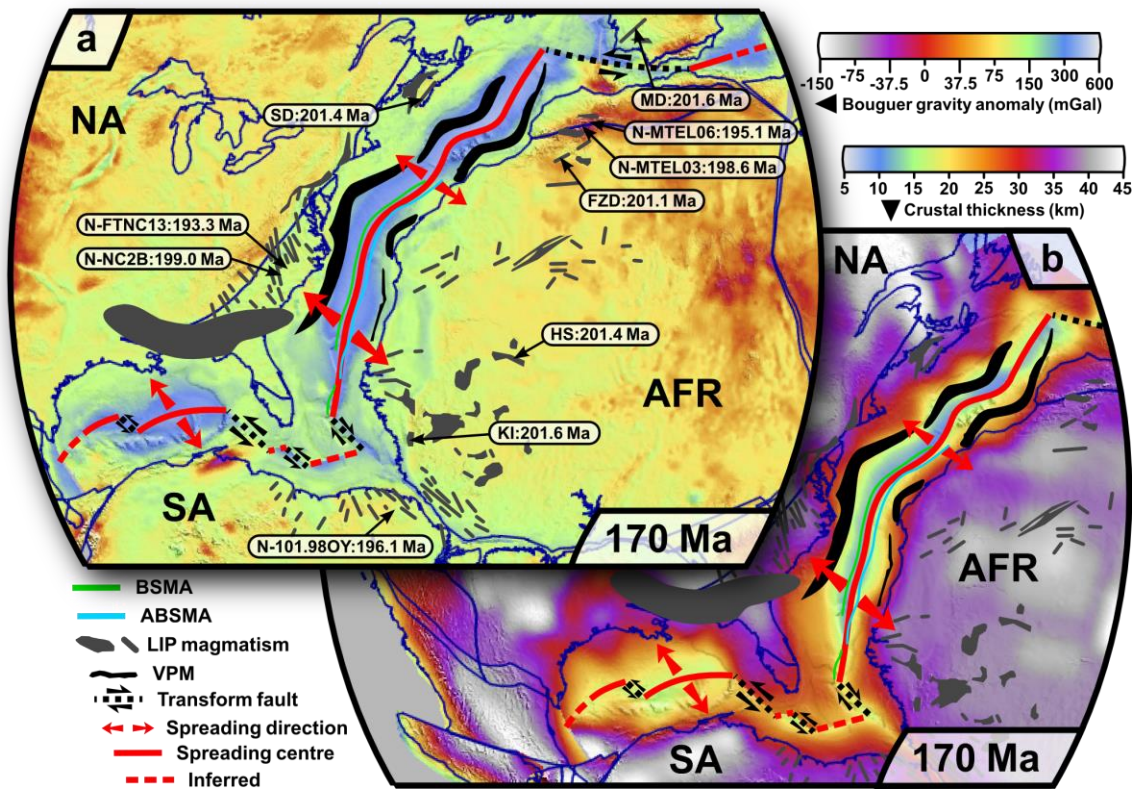 a
NA
SD:201.4 Ma
MD:201.6 Ma
N-MTEL06:195.1 Ma
N-MTEL03:198.6 Ma
FZD:201.1 Ma
N-FTNC13:193.3 Ma
N-NC2B:199.0 Ma
HS:201.4 Ma
AFR
KI:201.6 Ma
SA
N-101.98OY:196.1 Ma
170 Ma
-150 -75 -37.5 0 37.5 75 150 300 600
Bouguer gravity anomaly (mGal)
5 10 15 20 25 30 35 40 45
Crustal thickness (km)
NA
b
AFR
SA
170 Ma
BSMA
ABSMA
LIP magmatism
VPM
Transform fault
Spreading direction
Spreading centre
Inferred